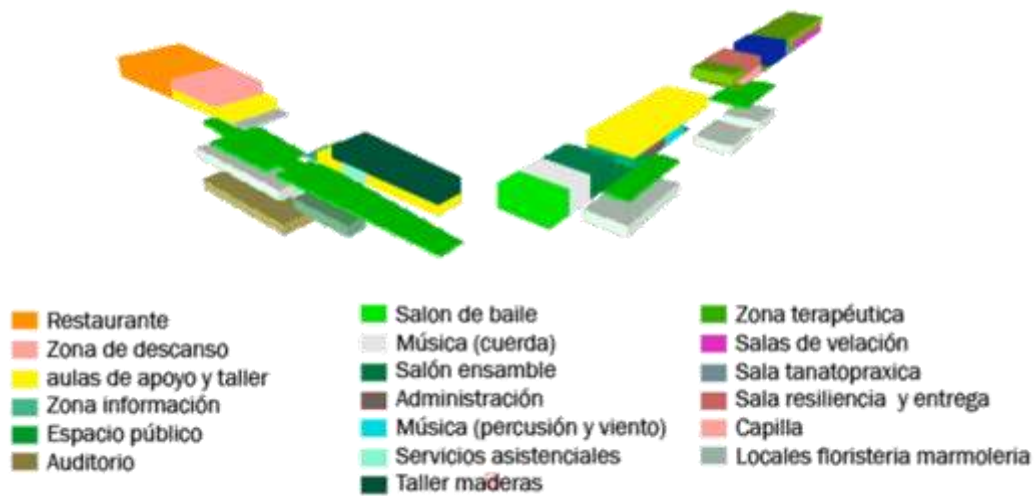 Restaurante
Zona de descanso
aulas de apoyo y taller
Zona información
Espacio público
Auditorio
Salon de baile
Música (cuerda)
Salón ensamble
Administración
Música (percusión y viento)
Servicios asistenciales
Taller maderas
Zona terapéutica
Salas de velación
Sala tanatopraxica
Sala resiliencia y entrega
Capilla
Locales floristeria marmoleria